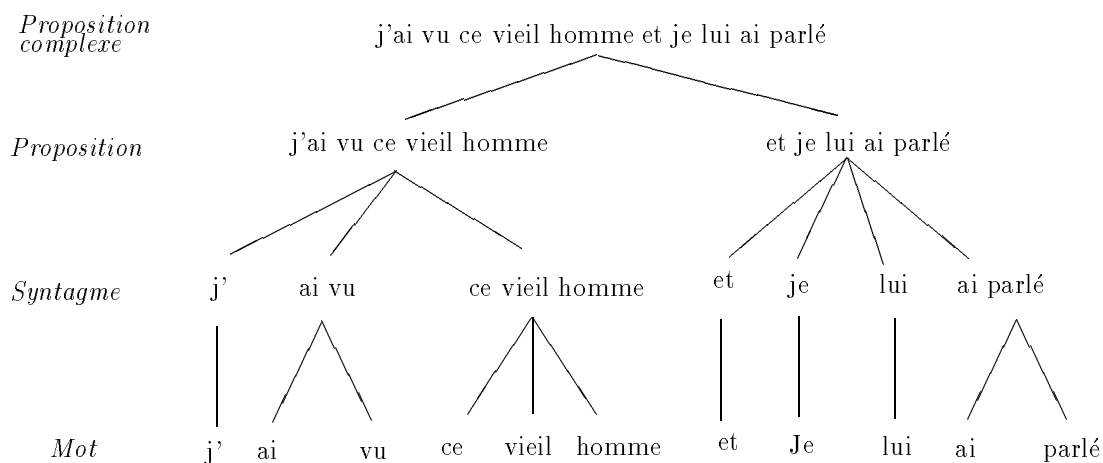 Proposition
complexe
j'ai vu ce vieil homme et je lui ai parlé
Proposition
j'ai vu ce vieil homme
et je lui ai parlé
Syntagme
j'
ai vu
ce vieil homme
et
je
lui
ai parlé
Mot
j'
ai
vu
ce
vieil
homme
et
Je
lui
ai
parlé